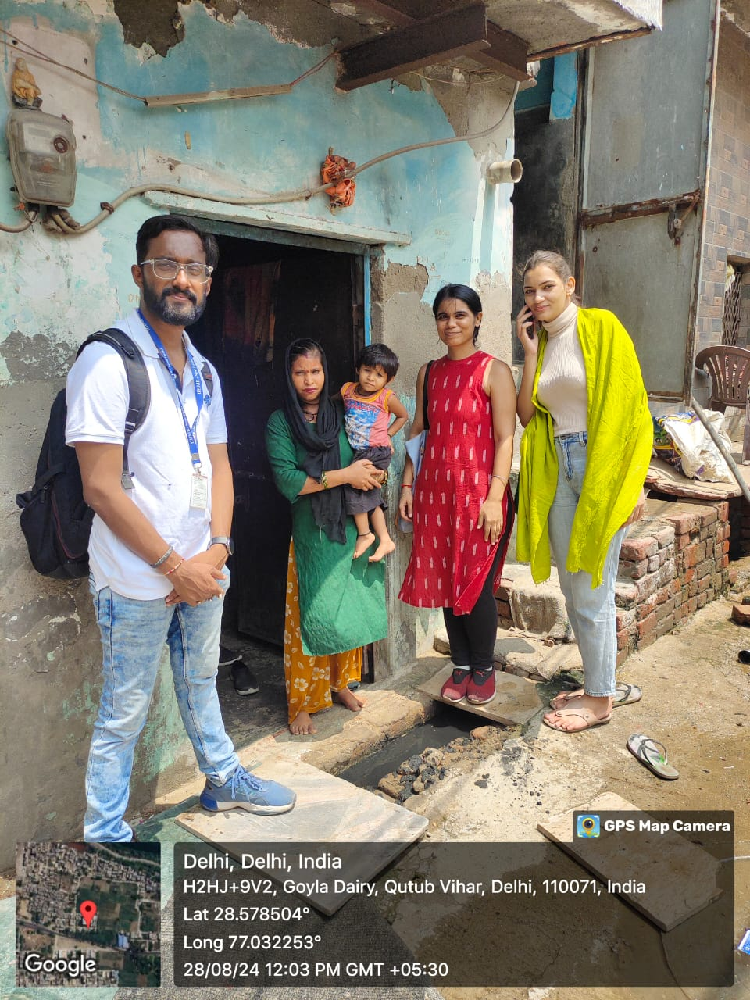 GPS Map Camera
Delhi, Delhi, India
H2HJ+9V2, Goyla Dairy, Qutub Vihar, Delhi, 110071, India
Lat 28.578504°
Long 77.032253°
28/08/24 12:03 PM GMT +05:30
Google